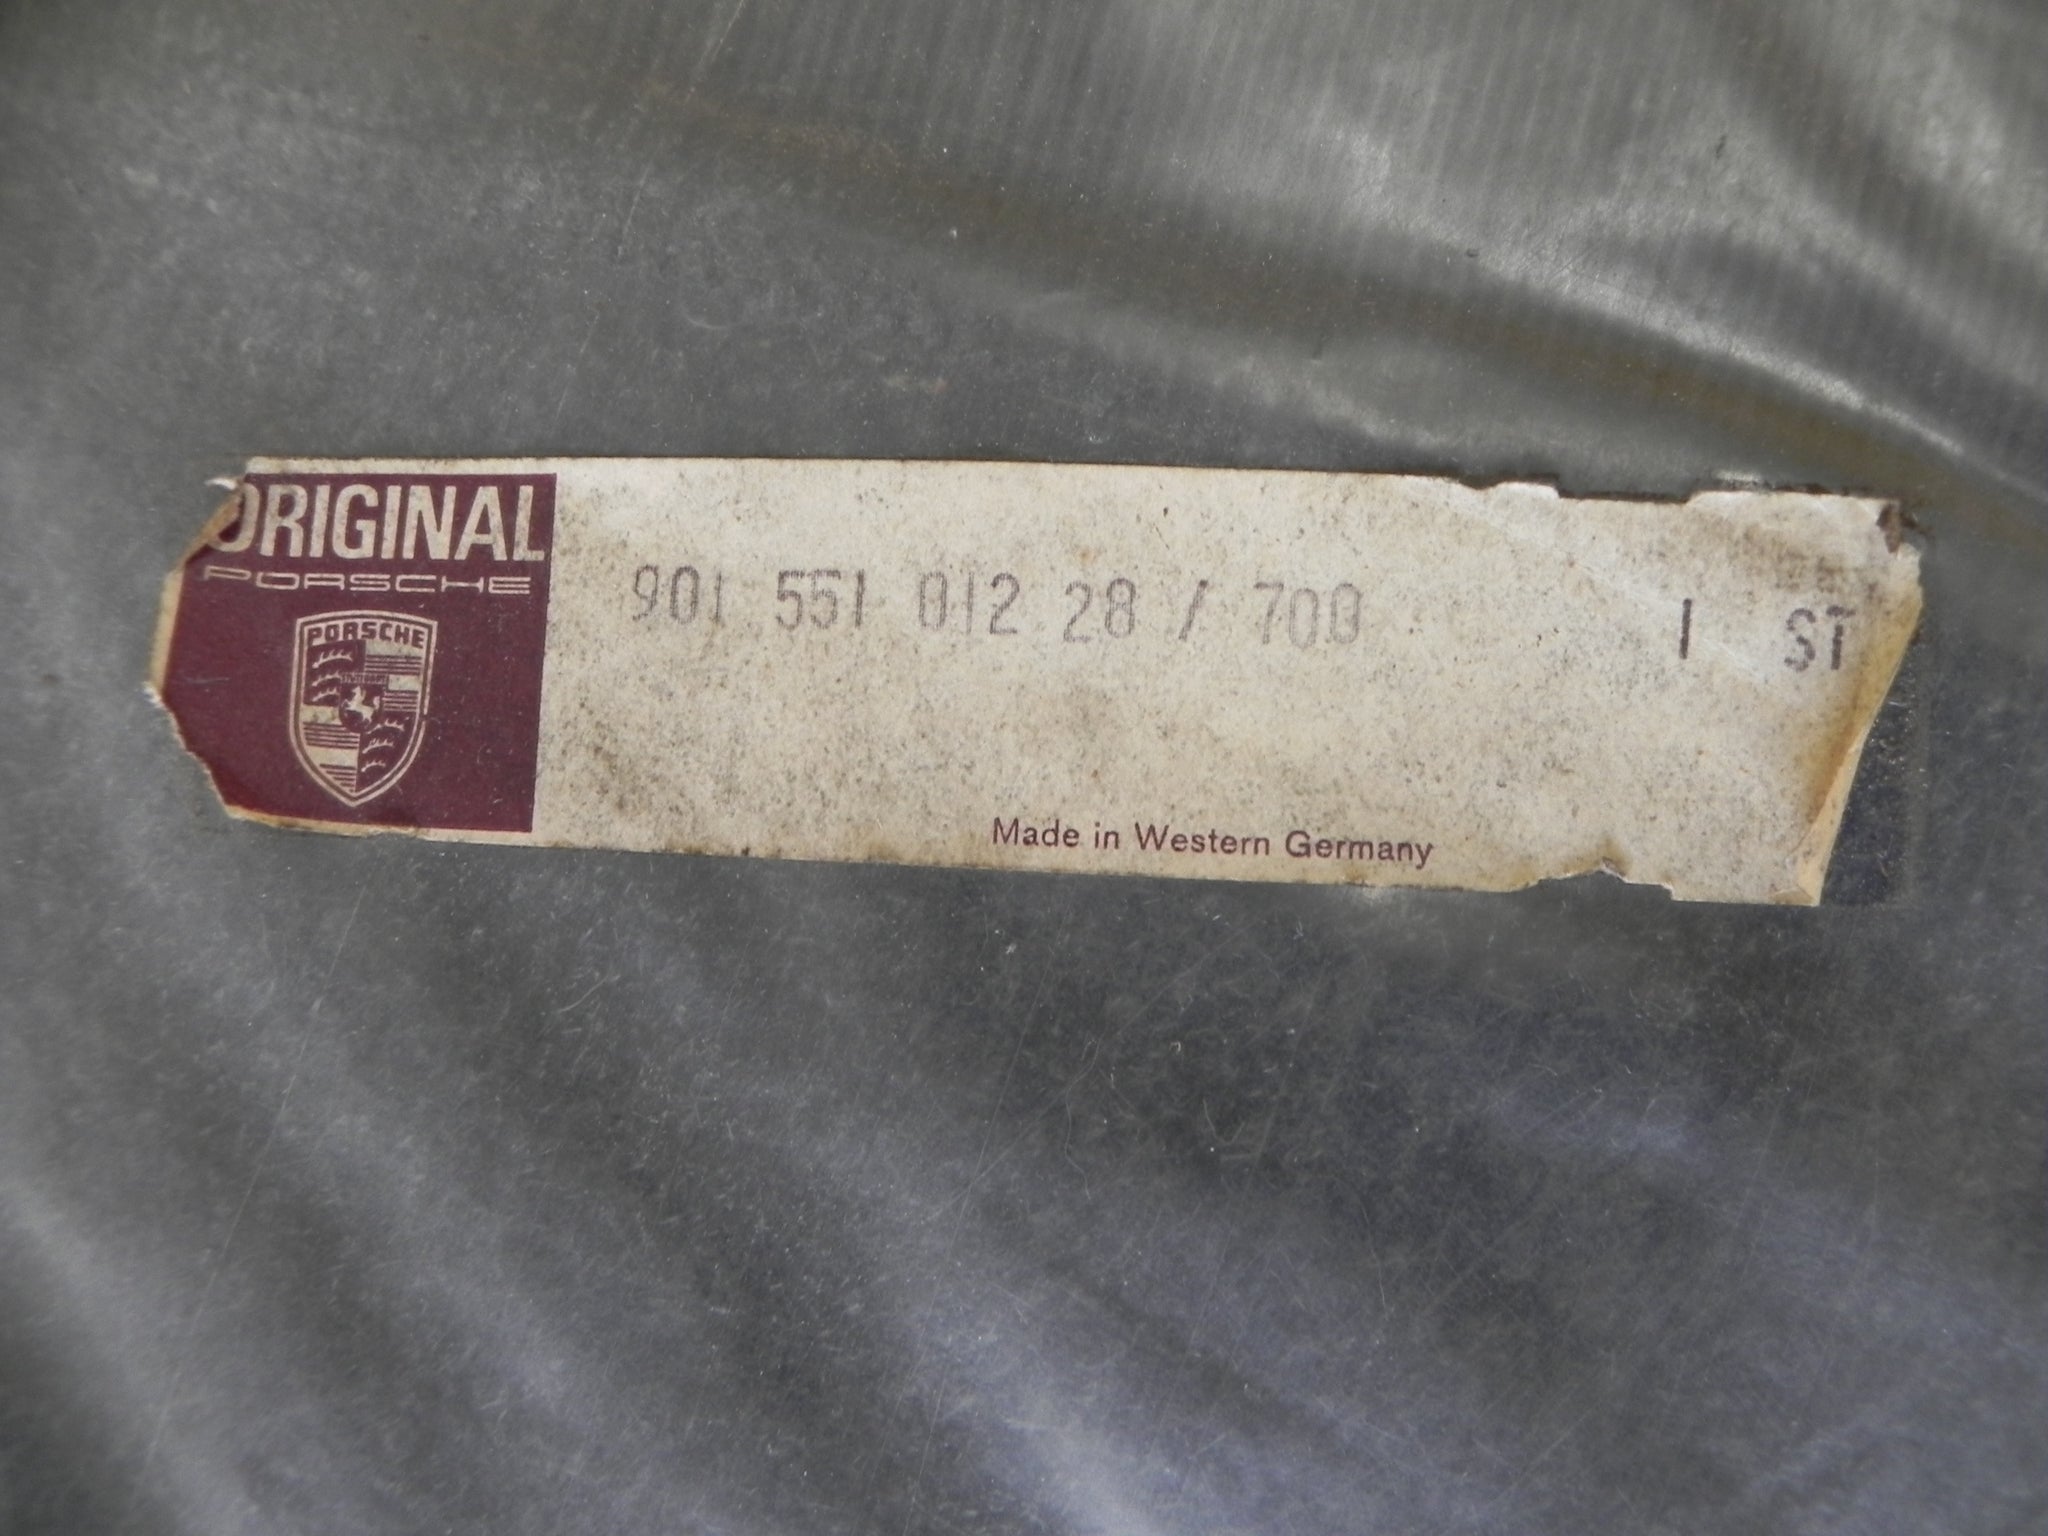 ORIGINAL
PORSCHE
PORSCHE
901 551 012 28 / 700 1 ST
Made in Western Germany